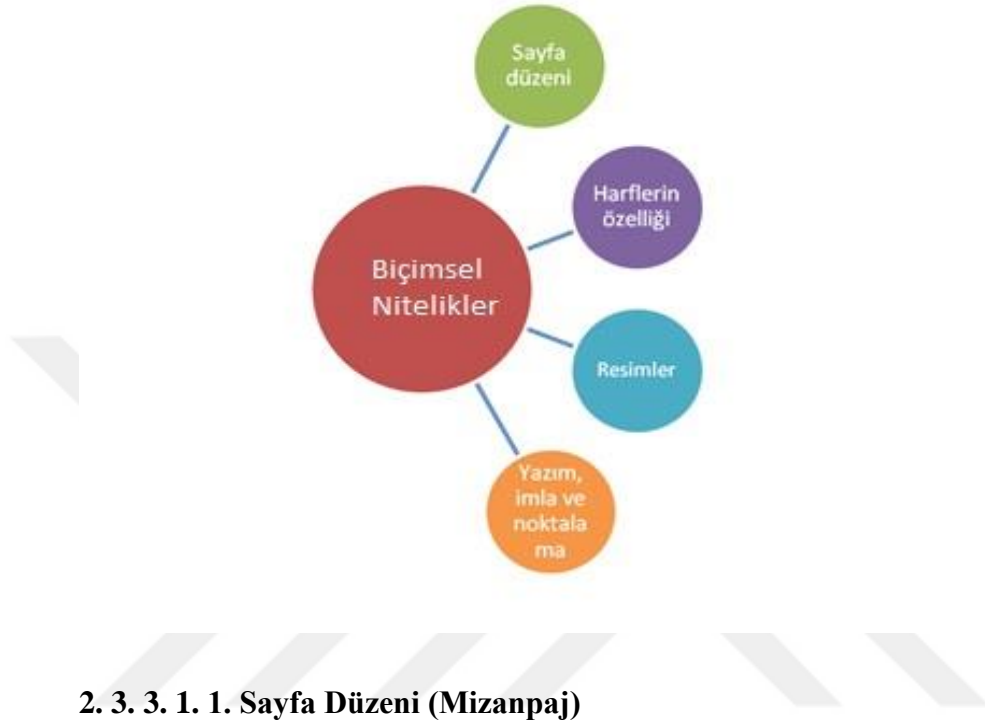 Sayfa
düzeni
Harflerin
özelliği
Biçimsel
Nitelikler
Resimler
Yazım,
imla ve
noktala
ma
2. 3. 3. 1. 1. Sayfa Düzeni (Mizanpaj)